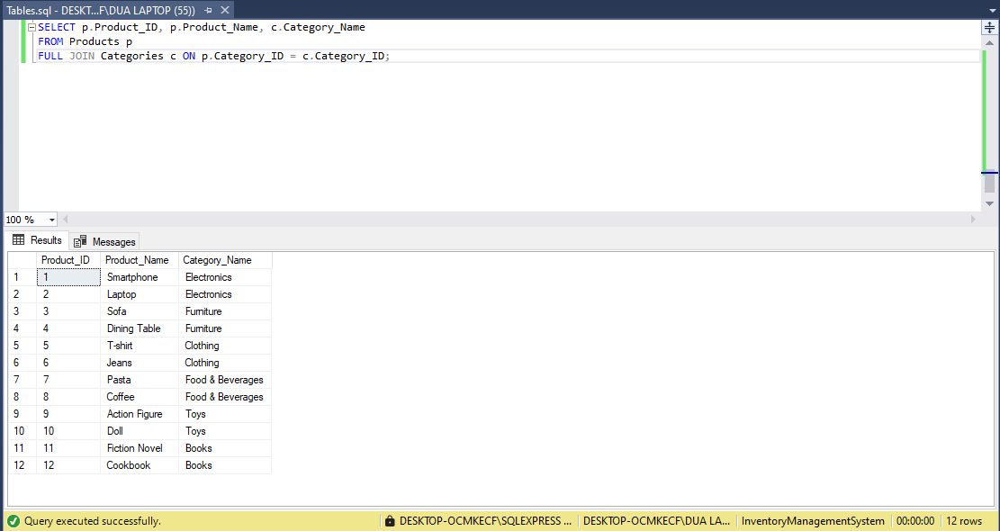 Tables.sql - DESKT...F\DUA LAPTOP (55))
SELECT p.Product_ID, p.Product_Name, c.Category_Name
FROM Products p
FULL JOIN Categories c ON p.Category_ID = c.Category_ID;
100 %
Results Messages
Product_ID Product_Name Category_Name
1 1 Smartphone Electronics
2 2 Laptop Electronics
3 3 Sofa Furniture
4 4 Dining Table Furniture
5 5 T-shirt Clothing
6 6 Jeans Clothing
7 7 Pasta Food & Beverages
8 8 Coffee Food & Beverages
9 9 Action Figure Toys
10 10 Doll Toys
11 11 Fiction Novel Books
12 12 Cookbook Books
Query executed successfully. DESKTOP-OCMKECF\SQLEXPRESS ... DESKTOP-OCMKECF\DUA LA... InventoryManagementSystem 00:00:00 12 rows